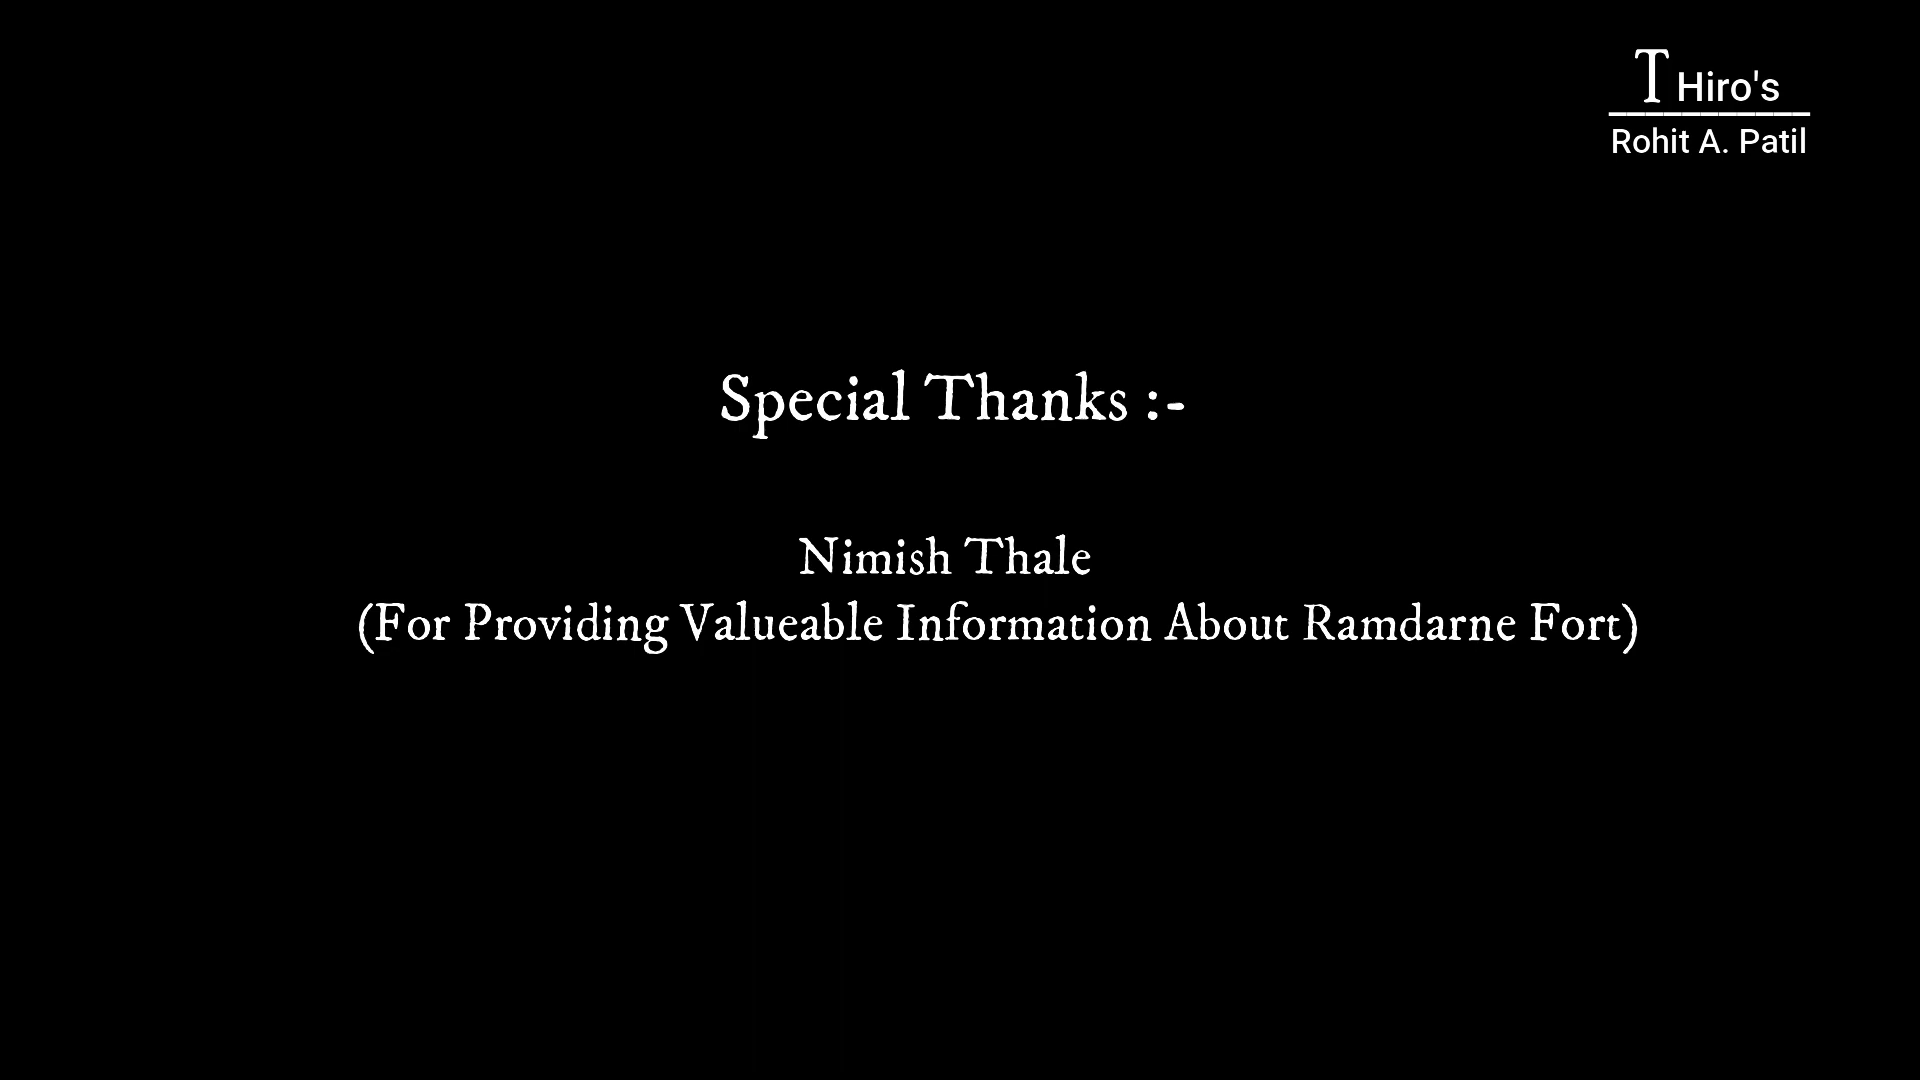 T Hiro's
Rohit A. Patil
Special Thanks :-
Nimish Thale
(For Providing Valueable Information About Ramdarne Fort)